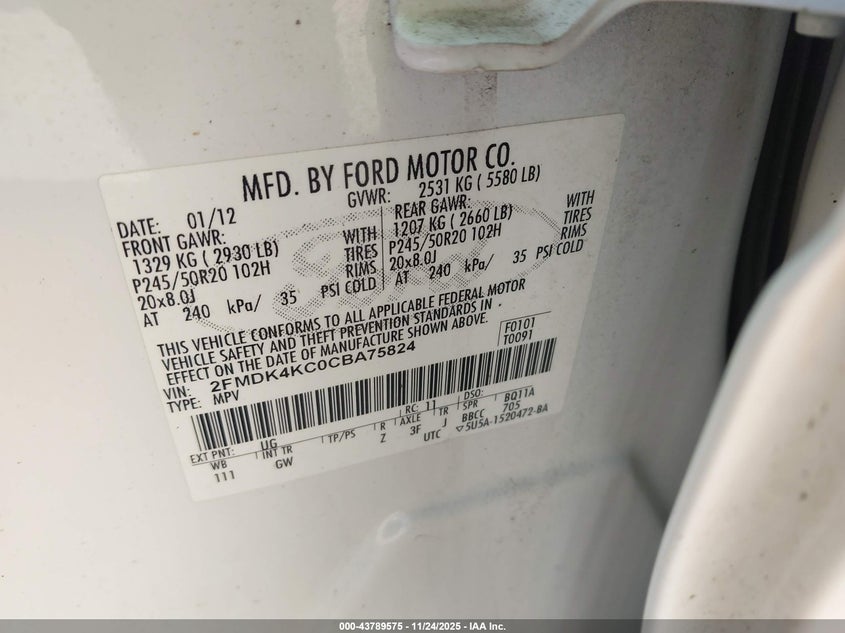 MFD. BY FORD MOTOR CO.
DATE: 01/12 GVWR: 2531 KG ( 5580 LB)
FRONT GAWR: REAR GAWR:
1329 KG ( 2930 LB) WITH 1207 KG ( 2660 LB) WITH
P245/50R20 102H TIRES P245/50R20 102H TIRES
20x8.0J RIMS 20x8.0J RIMS
AT 240 kPa/ 35 PSI COLD AT 240 kPa/ 35 PSI COLD
THIS VEHICLE CONFORMS TO ALL APPLICABLE FEDERAL MOTOR
VEHICLE SAFETY AND THEFT PREVENTION STANDARDS IN
EFFECT ON THE DATE OF MANUFACTURE SHOWN ABOVE.
F0101
T0091
VIN: 2FMDK4KC0CBA75824
TYPE: MPV
EXT PNT: UG RC: 11 DSO: BQ11A
WB INT TR TP/PS R AXLE TR SPR
111 GW Z 3F J BBCC 705
UTC ▽5U5A-1520472-BA
000-43789575 - 11/24/2025 - IAA Inc.